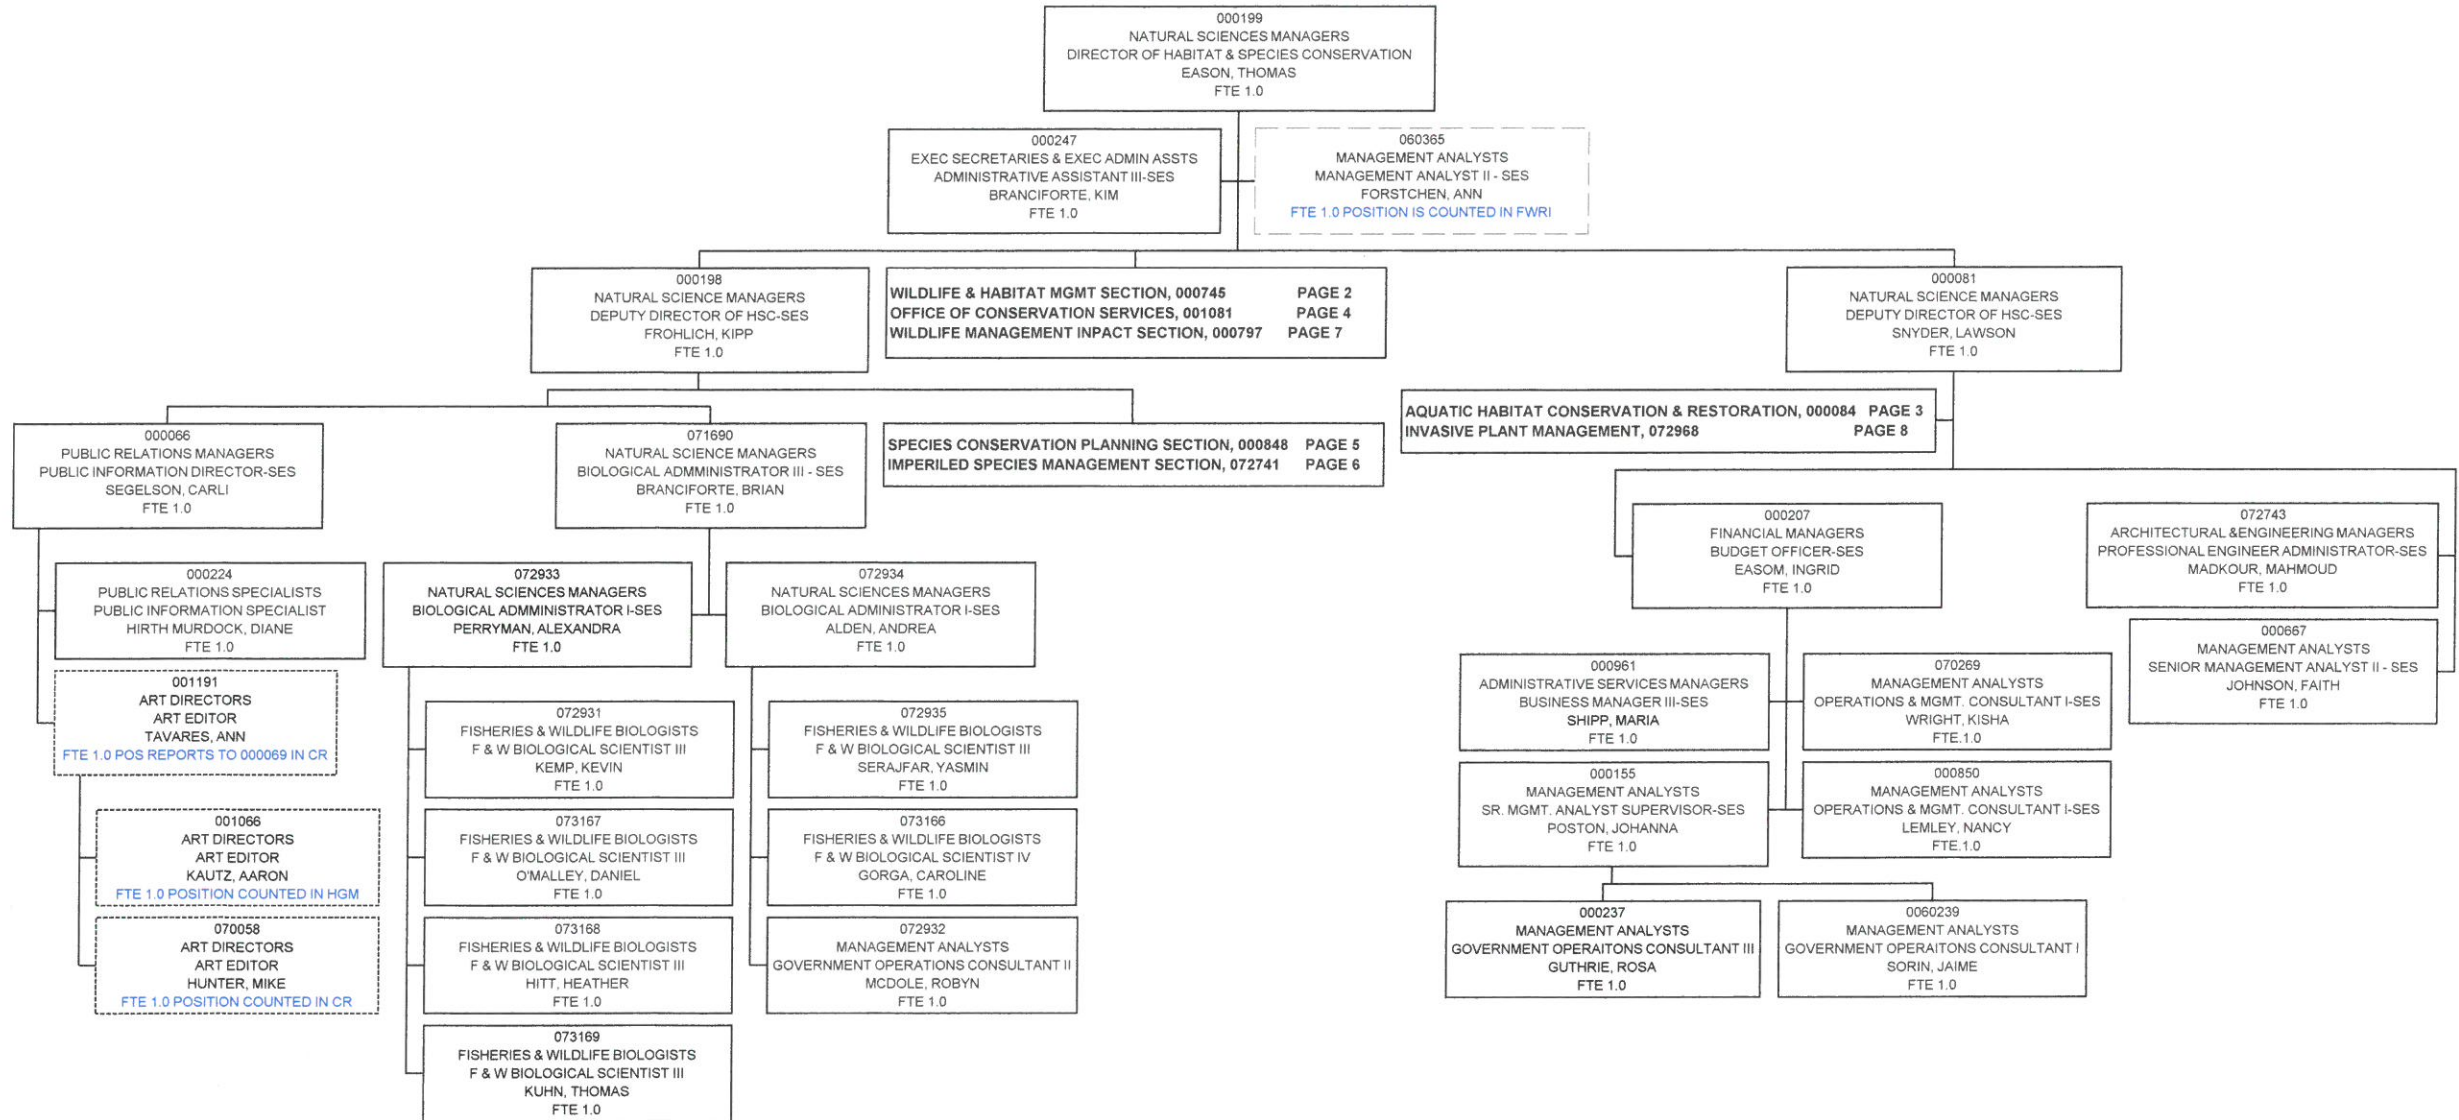 000199
NATURAL SCIENCES MANAGERS
DIRECTOR OF HABITAT & SPECIES CONSERVATION
EASON, THOMAS
FTE 1.0
000247
EXEC SECRETARIES & EXEC ADMIN ASSTS
ADMINISTRATIVE ASSISTANT III-SES
BRANCIFORTE, KIM
FTE 1.0
060365
MANAGEMENT ANALYSTS
MANAGEMENT ANALYST II - SES
FORSTCHEN, ANN
FTE 1.0 POSITION IS COUNTED IN FWRI
000198
NATURAL SCIENCE MANAGERS
DEPUTY DIRECTOR OF HSC-SES
FROHLICH, KIPP
FTE 1.0
WILDLIFE & HABITAT MGMT SECTION, 000745 PAGE 2
OFFICE OF CONSERVATION SERVICES, 001081 PAGE 4
WILDLIFE MANAGEMENT INPACT SECTION, 000797 PAGE 7
000081
NATURAL SCIENCE MANAGERS
DEPUTY DIRECTOR OF HSC-SES
SNYDER, LAWSON
FTE 1.0
000066
PUBLIC RELATIONS MANAGERS
PUBLIC INFORMATION DIRECTOR-SES
SEGELSON, CARLI
FTE 1.0
071690
NATURAL SCIENCE MANAGERS
BIOLOGICAL ADMMINISTRATOR III - SES
BRANCIFORTE, BRIAN
FTE 1.0
SPECIES CONSERVATION PLANNING SECTION, 000848 PAGE 5
IMPERILED SPECIES MANAGEMENT SECTION, 072741 PAGE 6
AQUATIC HABITAT CONSERVATION & RESTORATION, 000084 PAGE 3
INVASIVE PLANT MANAGEMENT, 072968 PAGE 8
000224
PUBLIC RELATIONS SPECIALISTS
PUBLIC INFORMATION SPECIALIST
HIRTH MURDOCK, DIANE
FTE 1.0
001191
ART DIRECTORS
ART EDITOR
TAVARES, ANN
FTE 1.0 POS REPORTS TO 000069 IN CR
001066
ART DIRECTORS
ART EDITOR
KAUTZ, AARON
FTE 1.0 POSITION COUNTED IN HGM
070058
ART DIRECTORS
ART EDITOR
HUNTER, MIKE
FTE 1.0 POSITION COUNTED IN CR
072933
NATURAL SCIENCES MANAGERS
BIOLOGICAL ADMMINISTRATOR I-SES
PERRYMAN, ALEXANDRA
FTE 1.0
072934
NATURAL SCIENCES MANAGERS
BIOLOGICAL ADMINISTRATOR I-SES
ALDEN, ANDREA
FTE 1.0
072931
FISHERIES & WILDLIFE BIOLOGISTS
F & W BIOLOGICAL SCIENTIST III
KEMP, KEVIN
FTE 1.0
073167
FISHERIES & WILDLIFE BIOLOGISTS
F & W BIOLOGICAL SCIENTIST III
O'MALLEY, DANIEL
FTE 1.0
073168
FISHERIES & WILDLIFE BIOLOGISTS
F & W BIOLOGICAL SCIENTIST III
HITT, HEATHER
FTE 1.0
073169
FISHERIES & WILDLIFE BIOLOGISTS
F & W BIOLOGICAL SCIENTIST III
KUHN, THOMAS
FTE 1.0
072935
FISHERIES & WILDLIFE BIOLOGISTS
F & W BIOLOGICAL SCIENTIST III
SERAJFAR, YASMIN
FTE 1.0
073166
FISHERIES & WILDLIFE BIOLOGISTS
F & W BIOLOGICAL SCIENTIST IV
GORGA, CAROLINE
FTE 1.0
072932
MANAGEMENT ANALYSTS
GOVERNMENT OPERATIONS CONSULTANT II
MCDOLE, ROBYN
FTE 1.0
000207
FINANCIAL MANAGERS
BUDGET OFFICER-SES
EASOM, INGRID
FTE 1.0
072743
ARCHITECTURAL &ENGINEERING MANAGERS
PROFESSIONAL ENGINEER ADMINISTRATOR-SES
MADKOUR, MAHMOUD
FTE 1.0
000667
MANAGEMENT ANALYSTS
SENIOR MANAGEMENT ANALYST II - SES
JOHNSON, FAITH
FTE 1.0
000961
ADMINISTRATIVE SERVICES MANAGERS
BUSINESS MANAGER III-SES
SHIPP, MARIA
FTE 1.0
070269
MANAGEMENT ANALYSTS
OPERATIONS & MGMT. CONSULTANT I-SES
WRIGHT, KISHA
FTE.1.0
000155
MANAGEMENT ANALYSTS
SR. MGMT. ANALYST SUPERVISOR-SES
POSTON, JOHANNA
FTE 1.0
000850
MANAGEMENT ANALYSTS
OPERATIONS & MGMT. CONSULTANT I-SES
LEMLEY, NANCY
FTE.1.0
000237
MANAGEMENT ANALYSTS
GOVERNMENT OPERAITONS CONSULTANT III
GUTHRIE, ROSA
FTE 1.0
0060239
MANAGEMENT ANALYSTS
GOVERNMENT OPERAITONS CONSULTANT I
SORIN, JAIME
FTE 1.0